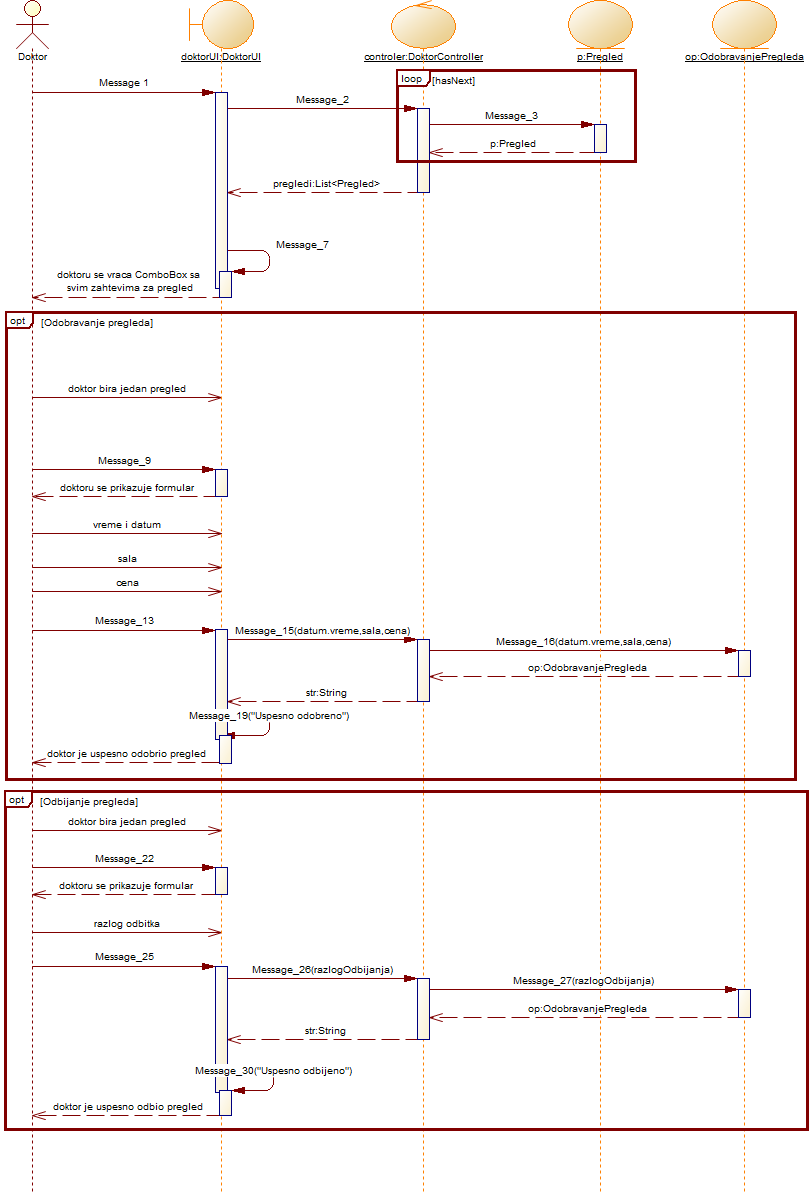 Doktor
doktorUI:DoktorUI
controler:DoktorController
p:Pregled
op:OdobravanjePregleda
loop
[hasNext]
Message 1
Message_2
Message_3
p:Pregled
pregledi:List<Pregled>
Message_7
doktoru se vraca ComboBox sa
svim zahtevima za pregled
opt
[Odobravanje pregleda]
doktor bira jedan pregled
Message_9
doktoru se prikazuje formular
vreme i datum
sala
cena
Message_13
Message_15(datum.vreme,sala,cena)
Message_16(datum.vreme,sala,cena)
op:OdobravanjePregleda
str:String
Message_19("Uspesno odobreno")
doktor je uspesno odobrio pregled
opt
[Odbijanje pregleda]
doktor bira jedan pregled
Message_22
doktoru se prikazuje formular
razlog odbitka
Message_25
Message_26(razlogOdbijanja)
Message_27(razlogOdbijanja)
op:OdobravanjePregleda
str:String
Message_30("Uspesno odbijeno")
doktor je uspesno odbio pregled